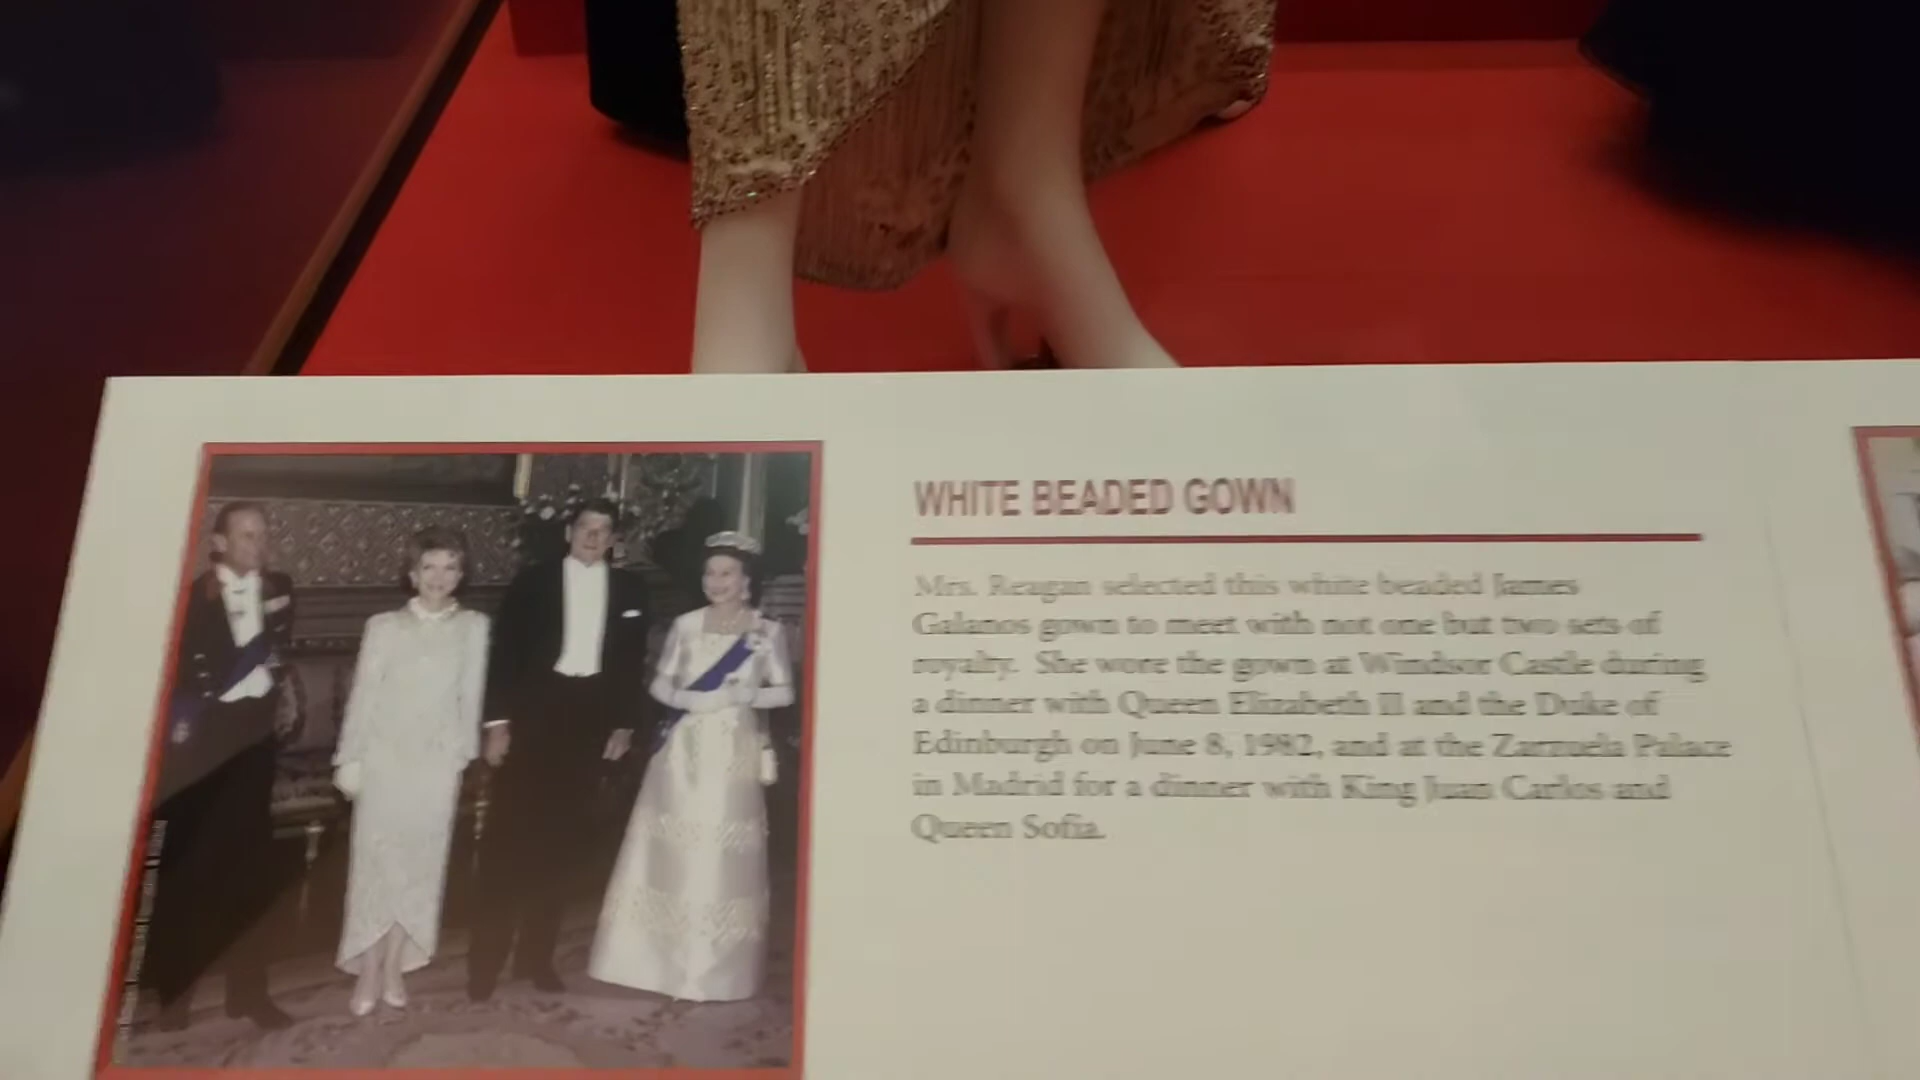 WHITE BEADED GOWN
Mrs. Reagan selected this white beaded James
Galanos gown to meet with not one but two sets of
royalty. She wore the gown at Windsor Castle during
a dinner with Queen Elizabeth II and the Duke of
Edinburgh on June 8, 1982, and at the Zarzuela Palace
in Madrid for a dinner with King Juan Carlos and
Queen Sofia.